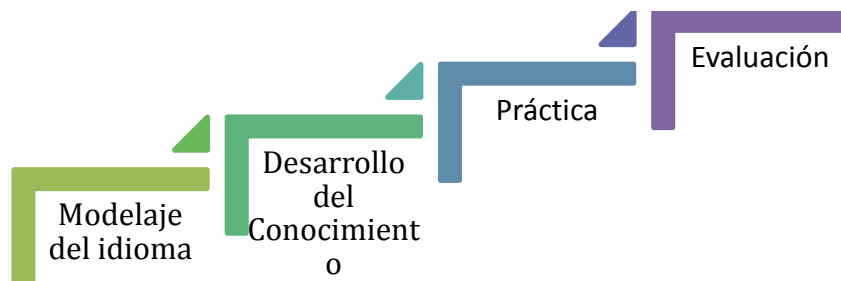 Modelaje
del idioma
Desarrollo
del
Conocimient
o
Práctica
Evaluación